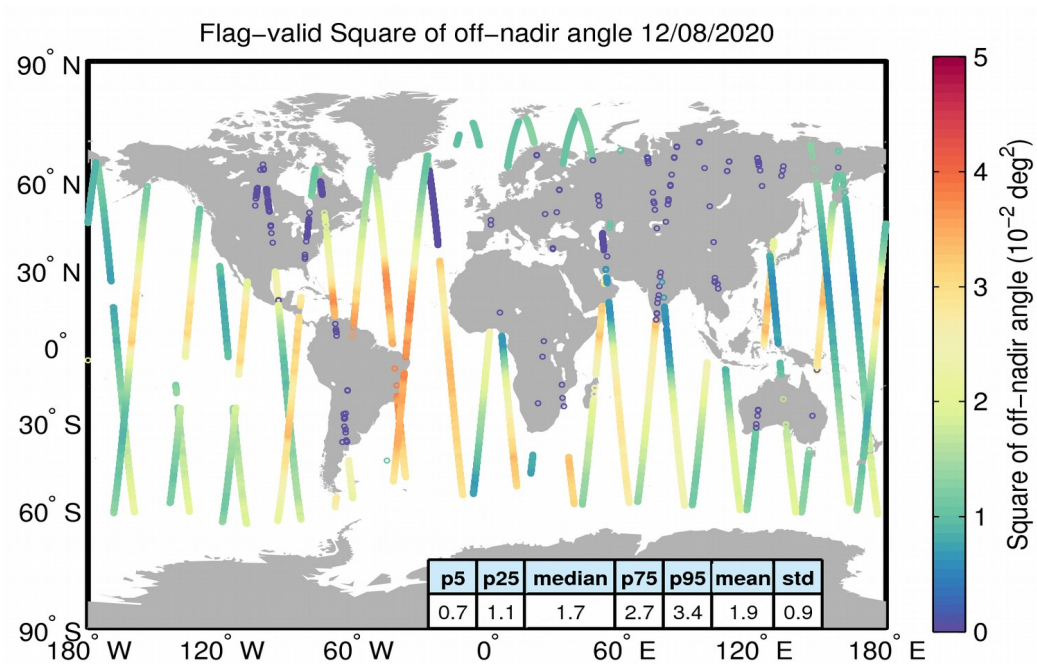 Flag−valid Square of off−nadir angle 12/08/2020
90° N
60° N
30° N
0°
30° S
60° S
90° S
180° W
120° W
60° W
0°
60° E
120° E
180° E
p5 p25 median p75 p95 mean std
0.7 1.1 1.7 2.7 3.4 1.9 0.9
5
4
3
2
1
0
Square of off−nadir angle (10⁻² deg²)